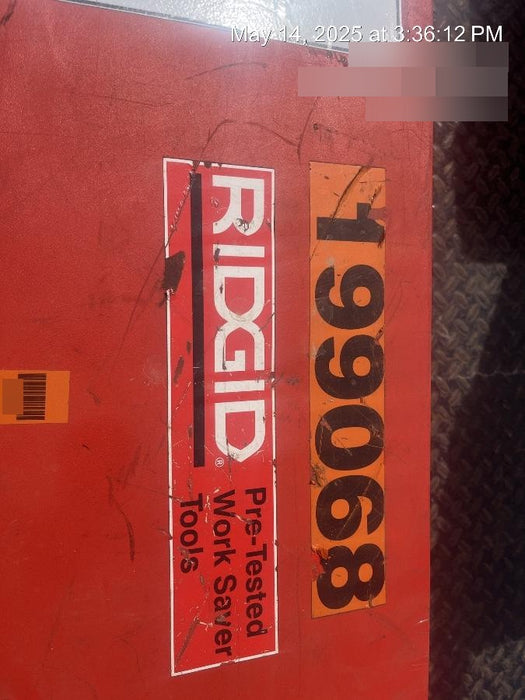 May 14, 2025 at 3:36:12 PM
199068
RIDGID®
Pre-Tested
Work Saver
Tools